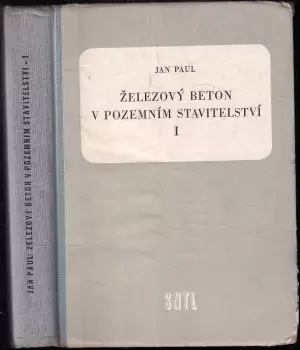 JAN PAUL
ŽELEZOVÝ BETON
V POZEMNÍM STAVITELSTVÍ
I
SNTL
JAN PAUL: ŽELEZOVÝ BETON V POZEMNÍM STAVITELSTVÍ - I